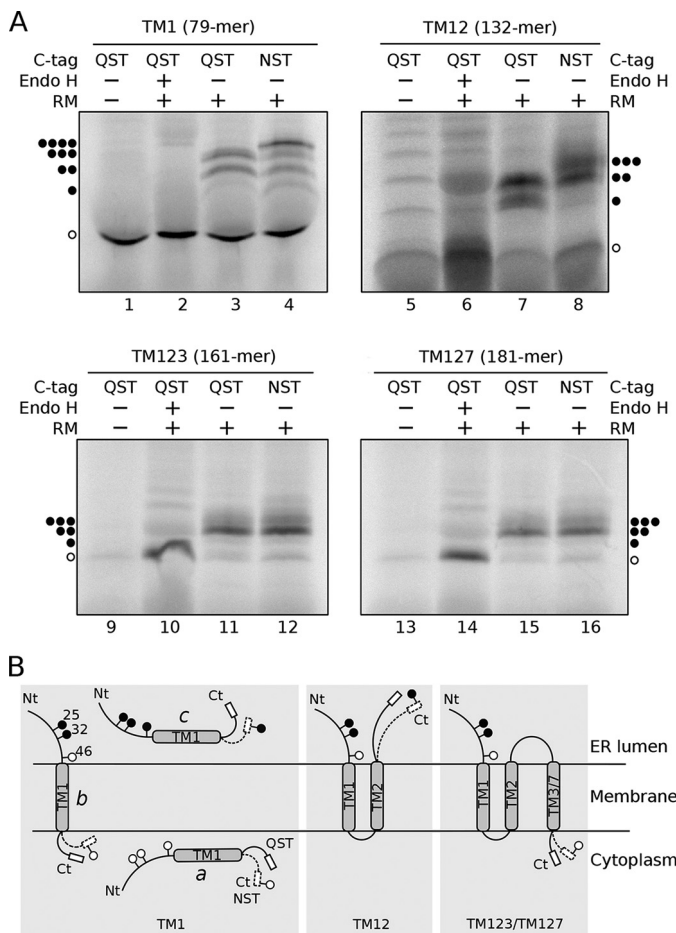 A
TM1 (79-mer) TM12 (132-mer)
C-tag QST QST QST NST QST QST QST NST C-tag
Endo H − + − − − + − − Endo H
RM − + + + − + + + RM
1 2 3 4 5 6 7 8
TM123 (161-mer) TM127 (181-mer)
C-tag QST QST QST NST QST QST QST NST C-tag
Endo H − + − − − + − − Endo H
RM − + + + − + + + RM
9 10 11 12 13 14 15 16
B
Nt 25 32 46 TM1 b Ct
Nt c TM1 Ct
TM1 a QST Ct NST
TM1
Nt TM1 TM2 Ct
TM12
Nt TM1 TM2 TM3/7 Ct
TM123/TM127
ER lumen
Membrane
Cytoplasm